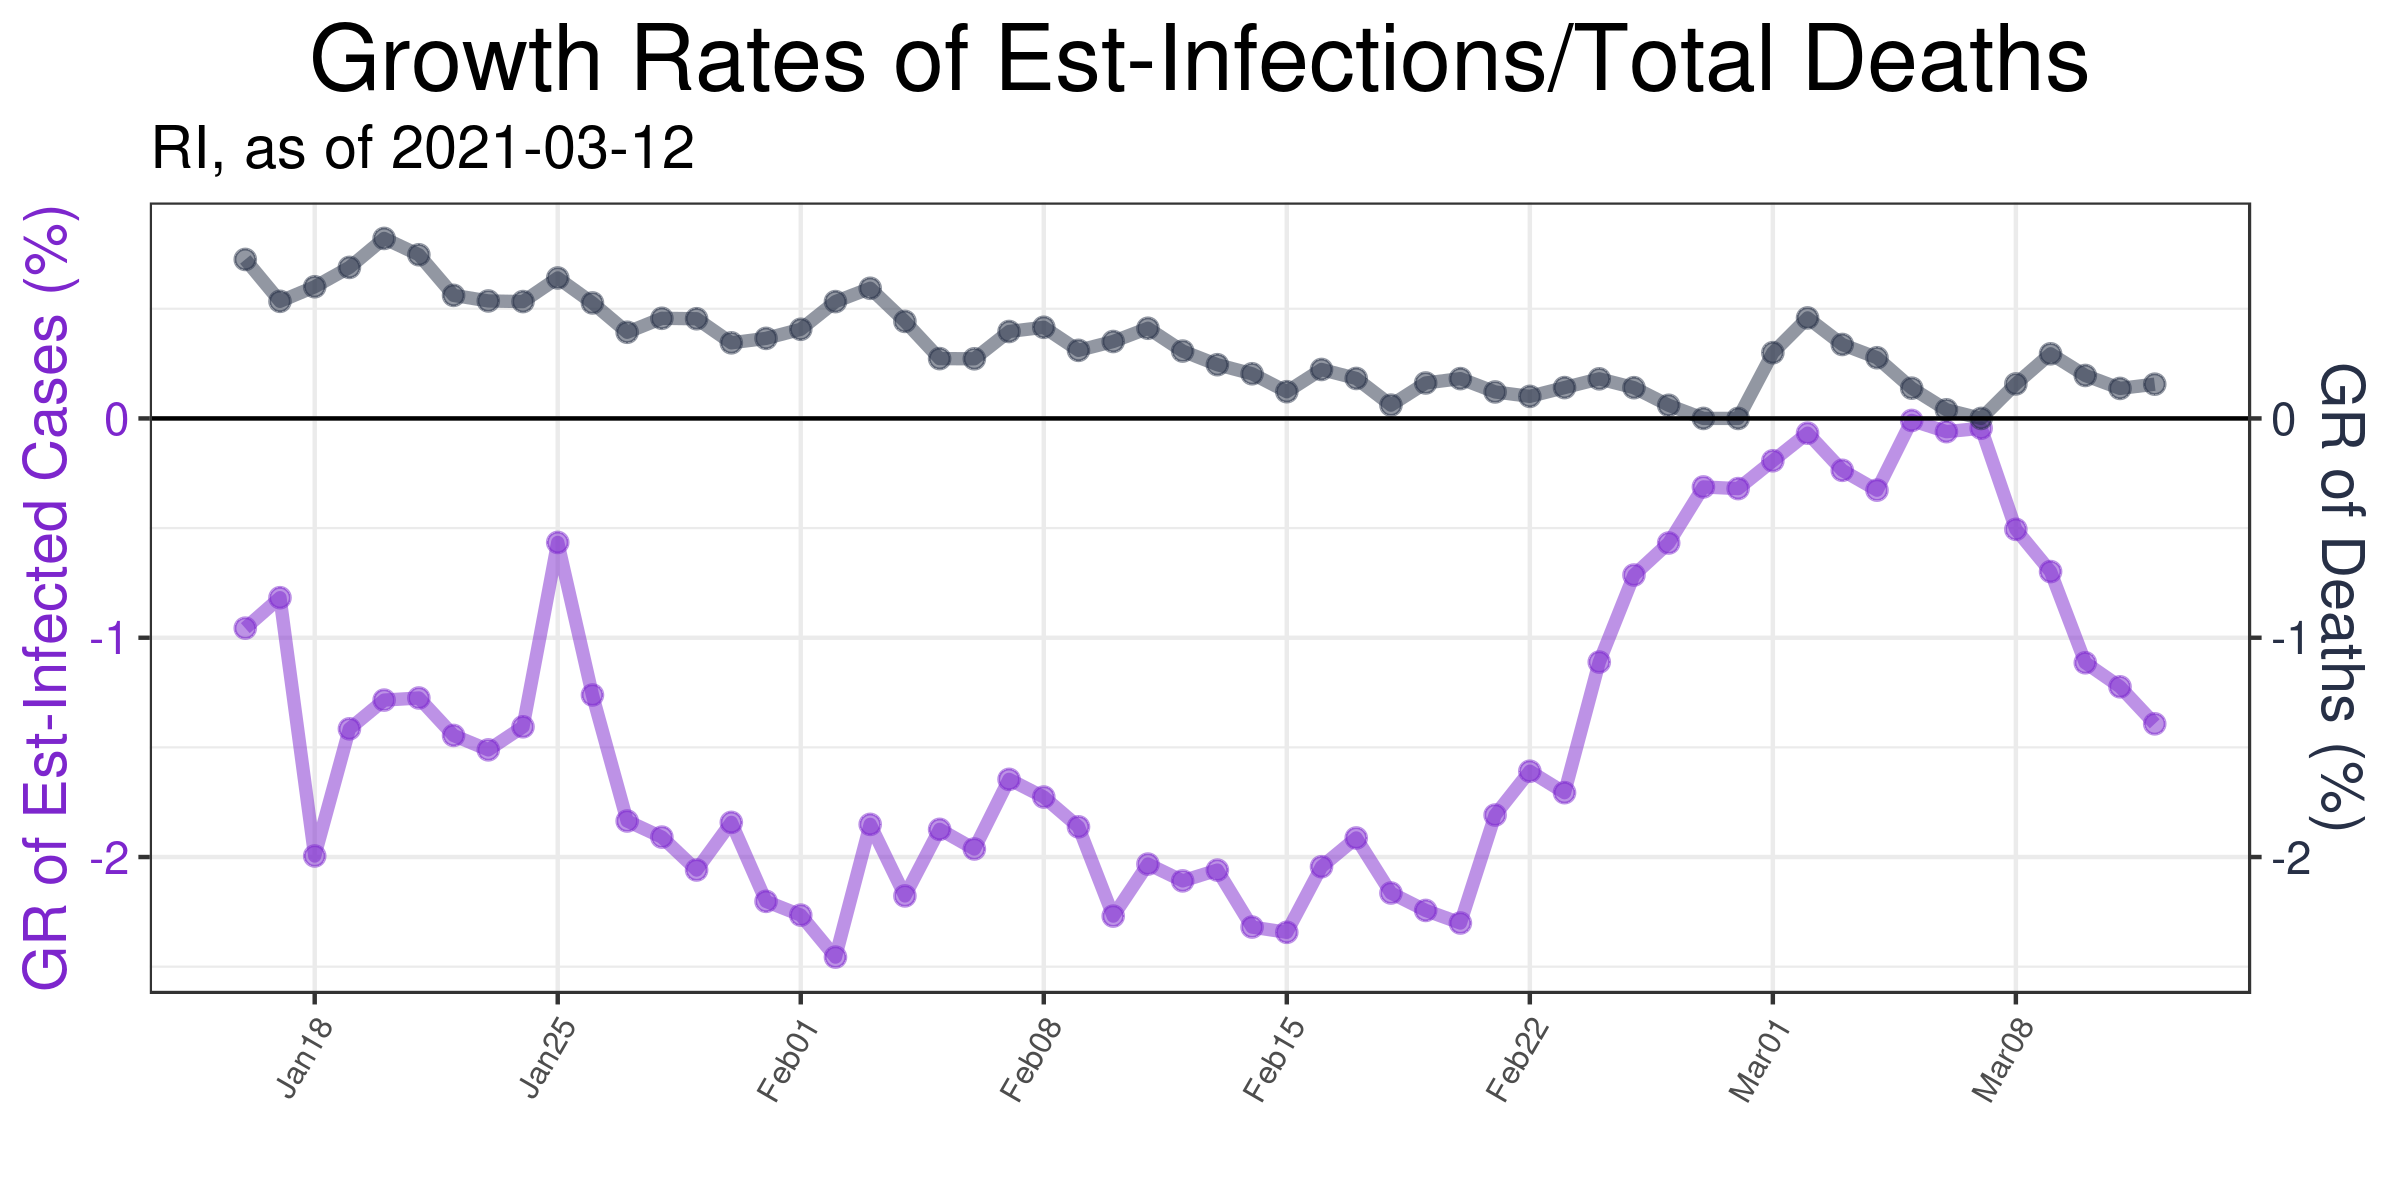 Growth Rates of Est-Infections/Total Deaths
RI, as of 2021-03-12
GR of Est-Infected Cases (%)
0
-1
-2
0
-1
-2
GR of Deaths (%)
Jan18
Jan25
Feb01
Feb08
Feb15
Feb22
Mar01
Mar08